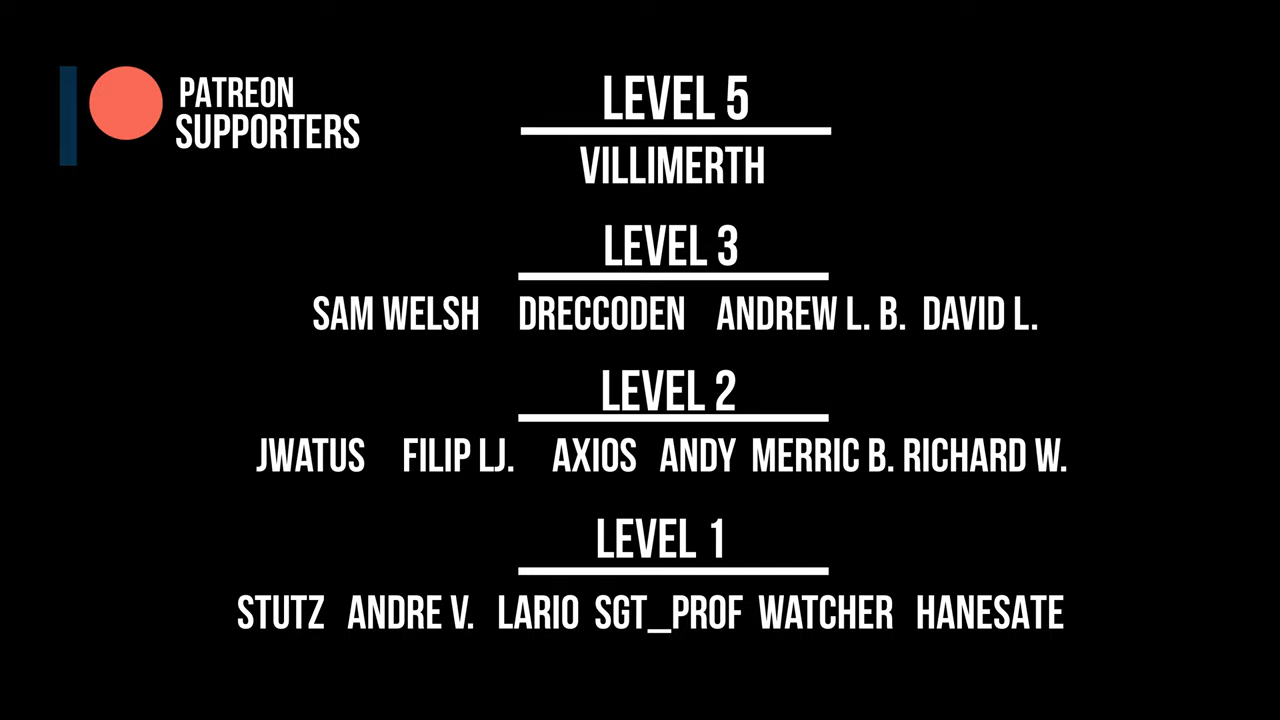 PATREON
SUPPORTERS
LEVEL 5
VILLIMERTH
LEVEL 3
SAM WELSH DRECCODEN ANDREW L. B. DAVID L.
LEVEL 2
JWATUS FILIP LJ. AXIOS ANDY MERRIC B. RICHARD W.
LEVEL 1
STUTZ ANDRE V. LARIO SGT_PROF WATCHER HANESATE